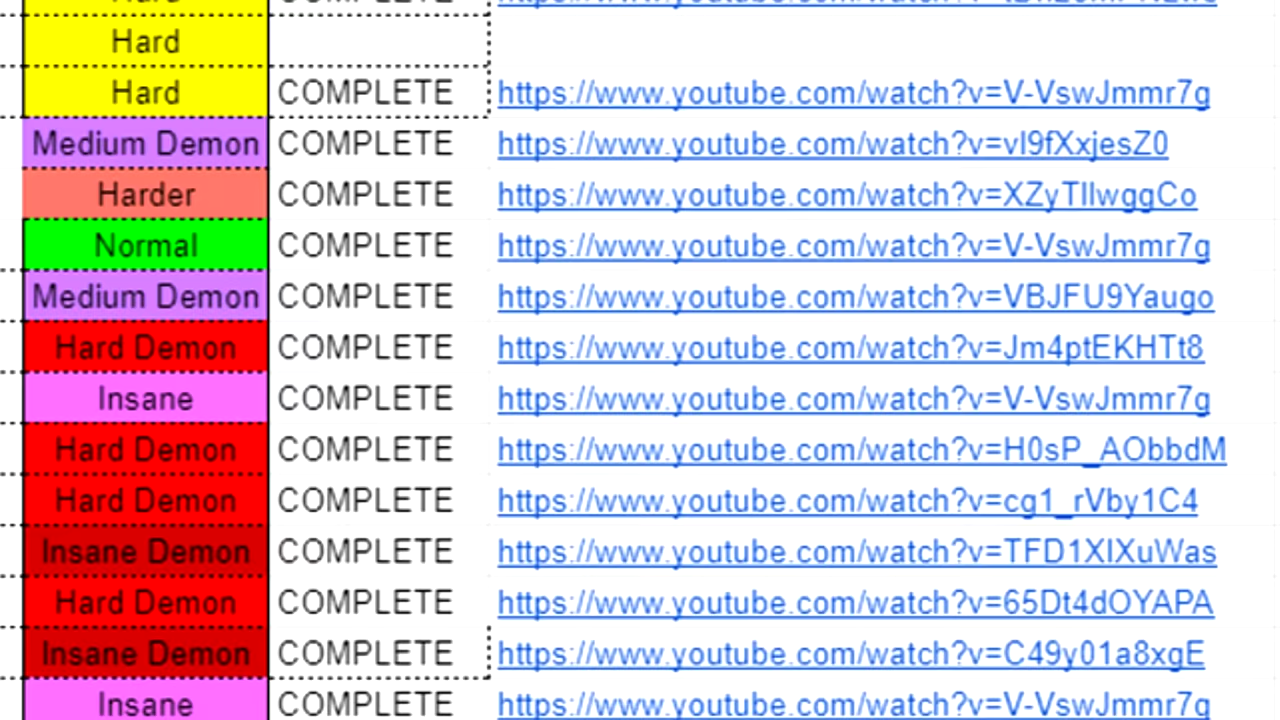 Hard COMPLETE
Hard
Hard COMPLETE https://www.youtube.com/watch?v=V-VswJmmr7g
Medium Demon COMPLETE https://www.youtube.com/watch?v=vI9fXxjesZ0
Harder COMPLETE https://www.youtube.com/watch?v=XZyTIlwggCo
Normal COMPLETE https://www.youtube.com/watch?v=V-VswJmmr7g
Medium Demon COMPLETE https://www.youtube.com/watch?v=VBJFU9Yaugo
Hard Demon COMPLETE https://www.youtube.com/watch?v=Jm4ptEKHTt8
Insane COMPLETE https://www.youtube.com/watch?v=V-VswJmmr7g
Hard Demon COMPLETE https://www.youtube.com/watch?v=H0sP_AObbdM
Hard Demon COMPLETE https://www.youtube.com/watch?v=cg1_rVby1C4
Insane Demon COMPLETE https://www.youtube.com/watch?v=TFD1XIXuWas
Hard Demon COMPLETE https://www.youtube.com/watch?v=65Dt4dOYAPA
Insane Demon COMPLETE https://www.youtube.com/watch?v=C49y01a8xgE
Insane COMPLETE https://www.youtube.com/watch?v=V-VswJmmr7g